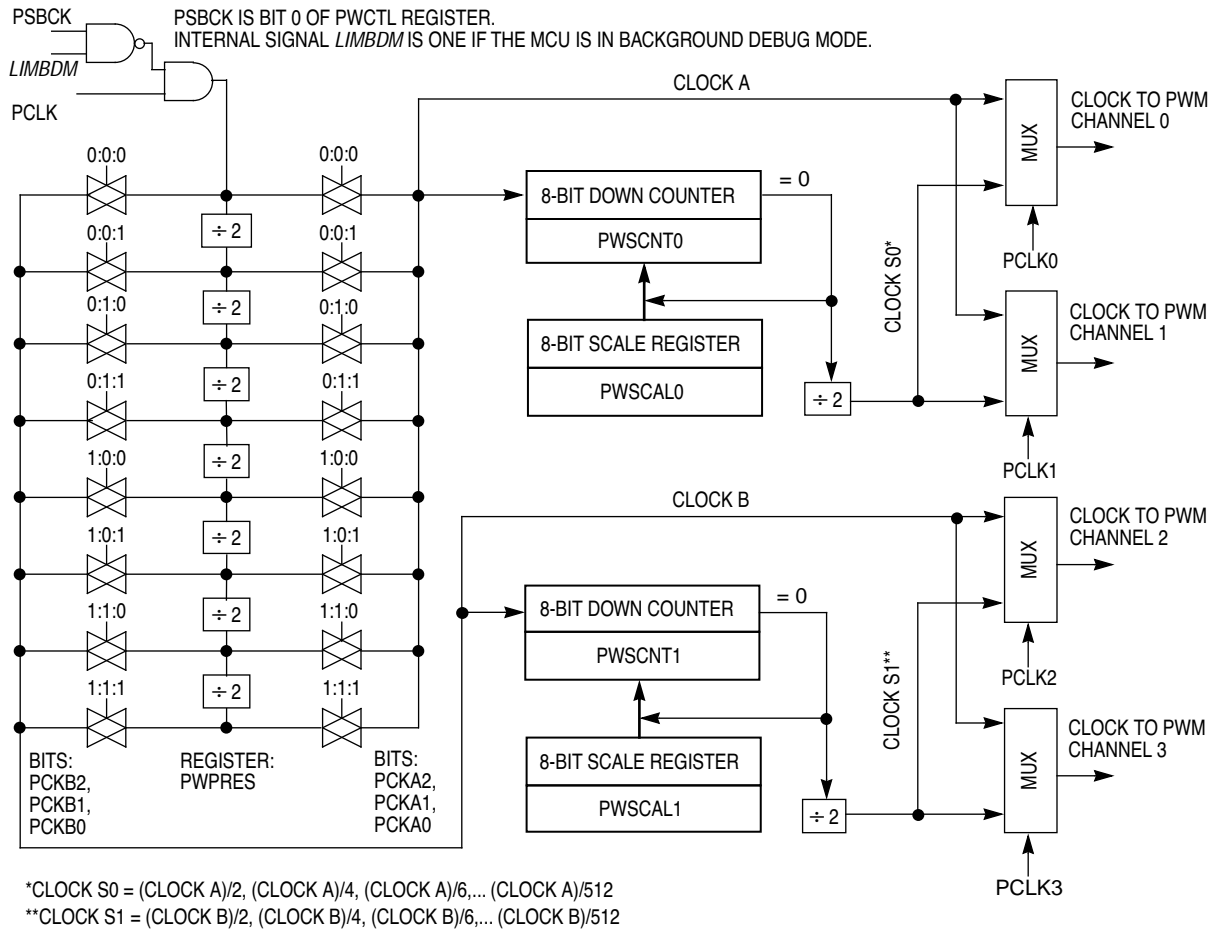 PSBCK
PSBCK IS BIT 0 OF PWCTL REGISTER.
INTERNAL SIGNAL LIMBDM IS ONE IF THE MCU IS IN BACKGROUND DEBUG MODE.
LIMBDM
PCLK
0:0:0
0:0:0
÷ 2
0:0:1
0:0:1
÷ 2
0:1:0
0:1:0
÷ 2
0:1:1
0:1:1
÷ 2
1:0:0
1:0:0
÷ 2
1:0:1
1:0:1
÷ 2
1:1:0
1:1:0
÷ 2
1:1:1
1:1:1
BITS:
PCKB2,
PCKB1,
PCKB0
REGISTER:
PWPRES
BITS:
PCKA2,
PCKA1,
PCKA0
CLOCK A
8-BIT DOWN COUNTER
= 0
PWSCNT0
8-BIT SCALE REGISTER
PWSCAL0
÷ 2
CLOCK S0*
MUX
CLOCK TO PWM
CHANNEL 0
PCLK0
MUX
CLOCK TO PWM
CHANNEL 1
PCLK1
CLOCK B
8-BIT DOWN COUNTER
= 0
PWSCNT1
8-BIT SCALE REGISTER
PWSCAL1
÷ 2
CLOCK S1**
MUX
CLOCK TO PWM
CHANNEL 2
PCLK2
MUX
CLOCK TO PWM
CHANNEL 3
PCLK3
*CLOCK S0 = (CLOCK A)/2, (CLOCK A)/4, (CLOCK A)/6,... (CLOCK A)/512
**CLOCK S1 = (CLOCK B)/2, (CLOCK B)/4, (CLOCK B)/6,... (CLOCK B)/512